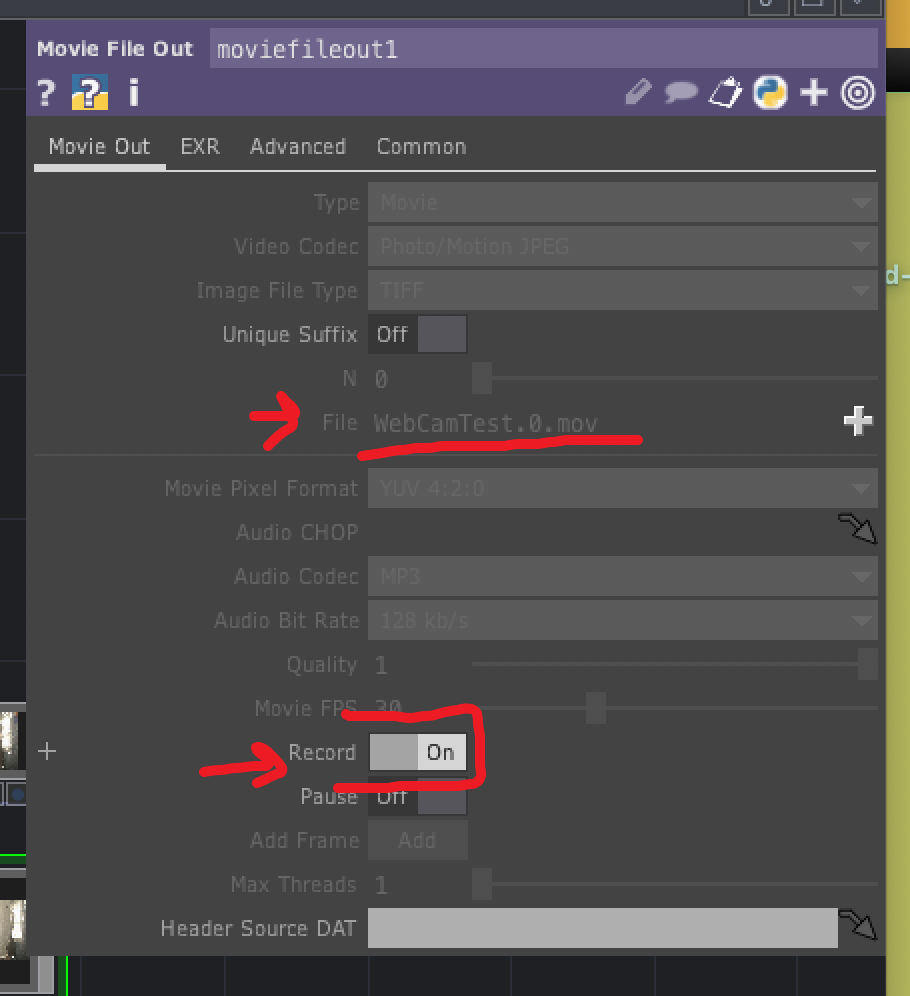 Movie File Out moviefileout1
? ? i
Movie Out EXR Advanced Common
Type Movie
Video Codec Photo/Motion JPEG
Image File Type TIFF
Unique Suffix Off
N 0
File WebCamTest.0.mov
Movie Pixel Format YUV 4:2:0
Audio CHOP
Audio Codec MP3
Audio Bit Rate 128 kb/s
Quality 1
Movie FPS 30
Record On
Pause Off
Add Frame Add
Max Threads 1
Header Source DAT
d-